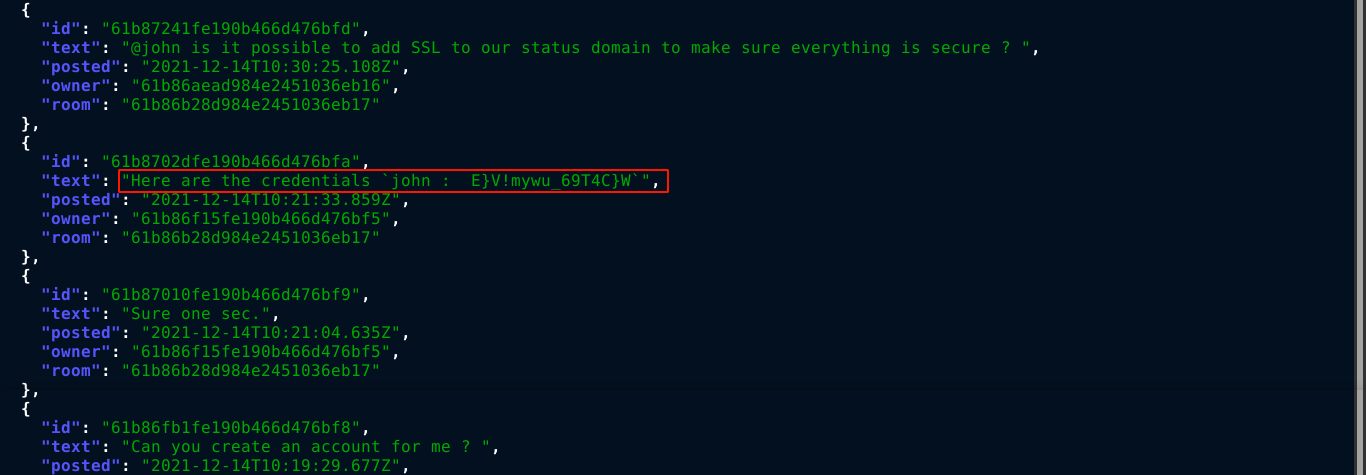 {
"id": "61b87241fe190b466d476bfd",
"text": "@john is it possible to add SSL to our status domain to make sure everything is secure ? ",
"posted": "2021-12-14T10:30:25.108Z",
"owner": "61b86aead984e2451036eb16",
"room": "61b86b28d984e2451036eb17"
},
{
"id": "61b8702dfe190b466d476bfa",
"text": "Here are the credentials `john :  E}V!mywu_69T4C}W`",
"posted": "2021-12-14T10:21:33.859Z",
"owner": "61b86f15fe190b466d476bf5",
"room": "61b86b28d984e2451036eb17"
},
{
"id": "61b87010fe190b466d476bf9",
"text": "Sure one sec.",
"posted": "2021-12-14T10:21:04.635Z",
"owner": "61b86f15fe190b466d476bf5",
"room": "61b86b28d984e2451036eb17"
},
{
"id": "61b86fb1fe190b466d476bf8",
"text": "Can you create an account for me ? ",
"posted": "2021-12-14T10:19:29.677Z",